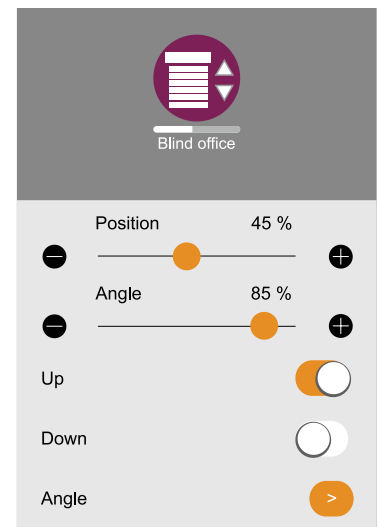 Blind office
Position 45 %
Angle 85 %
Up
Down
Angle >